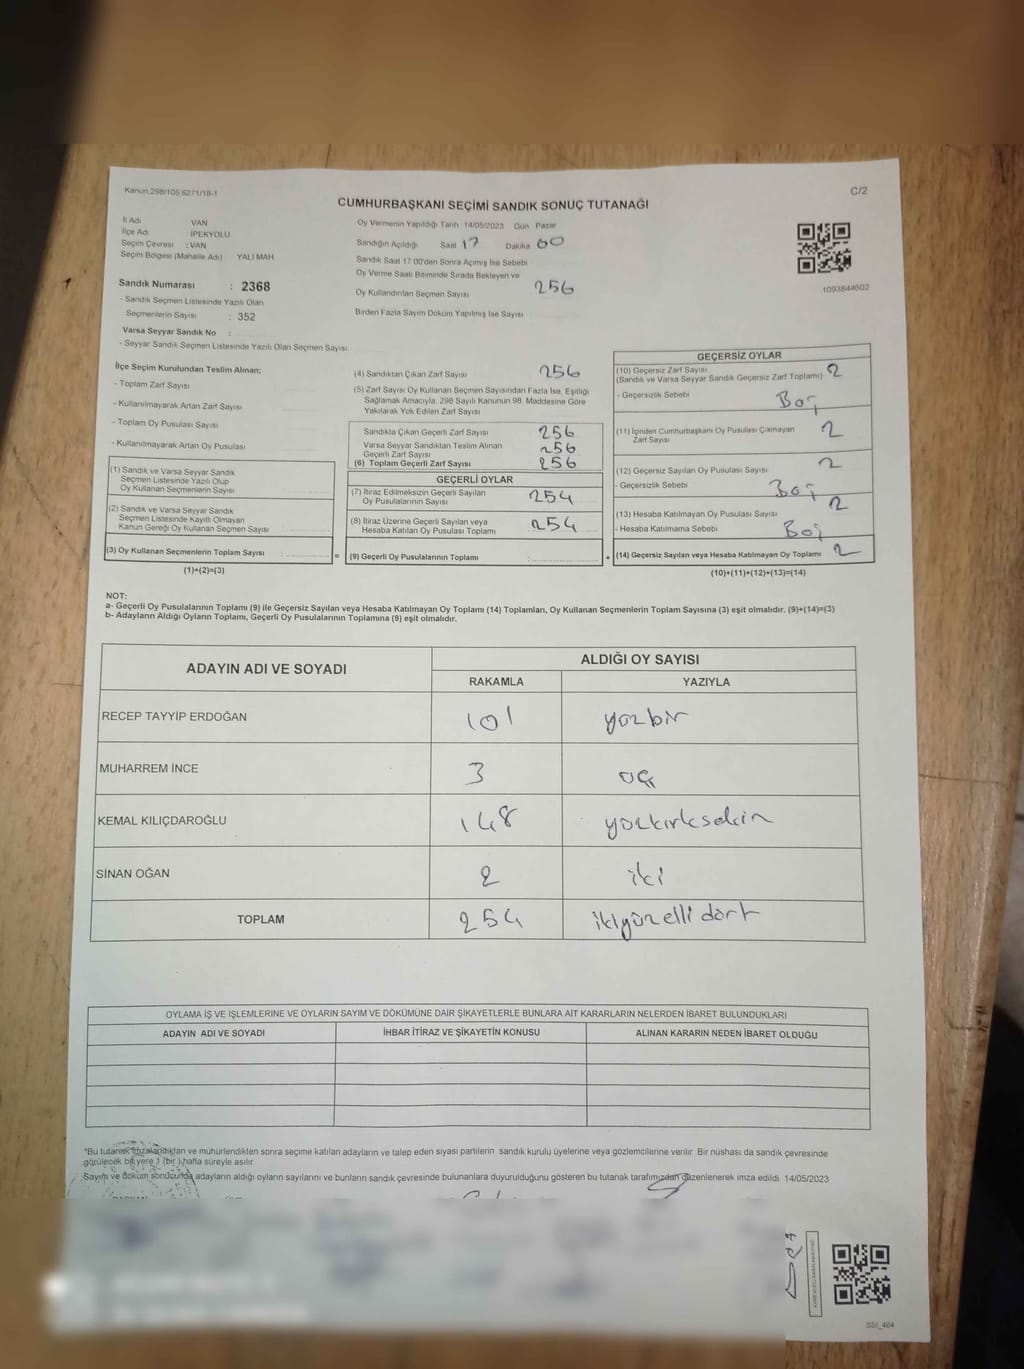 Kanun.298/105 6271/18-1
C/2
CUMHURBAŞKANI SEÇİMİ SANDIK SONUÇ TUTANAĞI
İl Adı VAN
İlçe Adı İPEKYOLU
Seçim Çevresi : VAN
Seçim Bölgesi (Mahalle Adı) YALI MAH
Sandık Numarası : 2368
- Sandık Seçmen Listesinde Yazılı Olan
Seçmenlerin Sayısı : 352
Varsa Seyyar Sandık No :
- Seyyar Sandık Seçmen Listesinde Yazılı Olan Seçmen Sayısı
Oy Vermenin Yapıldığı Tarih 14/05/2023 Gün Pazar
Sandığın Açıldığı Saat 17 Dakika 00
Sandık Saat 17:00'den Sonra Açılmış İse Sebebi
Oy Verme Saati Bitiminde Sırada Bekleyen ve
Oy Kullandırılan Seçmen Sayısı 256
Birden Fazla Sayım Döküm Yapılmış İse Sayısı
1093844602
İlçe Seçim Kurulundan Teslim Alınan:
- Toplam Zarf Sayısı
- Kullanılmayarak Artan Zarf Sayısı
- Toplam Oy Pusulası Sayısı
- Kullanılmayarak Artan Oy Pusulası
(1) Sandık ve Varsa Seyyar Sandık
Seçmen Listesinde Yazılı Olup
Oy Kullanan Seçmenlerin Sayısı
(2) Sandık ve Varsa Seyyar Sandık
Seçmen Listesinde Kayıtlı Olmayan
Kanun Gereği Oy Kullanan Seçmen Sayısı
(3) Oy Kullanan Seçmenlerin Toplam Sayısı :
(1)+(2)=(3)
(4) Sandıktan Çıkan Zarf Sayısı 256
(5) Zarf Sayısı Oy Kullanan Seçmen Sayısından Fazla İse, Eşitliği
Sağlamak Amacıyla, 298 Sayılı Kanunun 98. Maddesine Göre
Yakılarak Yok Edilen Zarf Sayısı
Sandıkta Çıkan Geçerli Zarf Sayısı 256
Varsa Seyyar Sandıktan Teslim Alınan
Geçerli Zarf Sayısı 256
(6) Toplam Geçerli Zarf Sayısı 256
GEÇERLİ OYLAR
(7) İtiraz Edilmeksizin Geçerli Sayılan
Oy Pusulalarının Sayısı 254
(8) İtiraz Üzerine Geçerli Sayılan veya
Hesaba Katılan Oy Pusulası Toplamı 254
= (9) Geçerli Oy Pusulalarının Toplamı :
GEÇERSİZ OYLAR
(10) Geçersiz Zarf Sayısı
(Sandık ve Varsa Seyyar Sandık Geçersiz Zarf Toplamı) 2
- Geçersizlik Sebebi Boş
(11) İçinden Cumhurbaşkanı Oy Pusulası Çıkmayan
Zarf Sayısı 2
(12) Geçersiz Sayılan Oy Pusulası Sayısı 2
- Geçersizlik Sebebi Boş
(13) Hesaba Katılmayan Oy Pusulası Sayısı 2
- Hesaba Katılmama Sebebi Boş
+ (14) Geçersiz Sayılan veya Hesaba Katılmayan Oy Toplamı 2
(10)+(11)+(12)+(13)=(14)
NOT:
a- Geçerli Oy Pusulalarının Toplamı (9) ile Geçersiz Sayılan veya Hesaba Katılmayan Oy Toplamı (14) Toplamları, Oy Kullanan Seçmenlerin Toplam Sayısına (3) eşit olmalıdır. (9)+(14)=(3)
b- Adayların Aldığı Oyların Toplamı, Geçerli Oy Pusulalarının Toplamına (9) eşit olmalıdır.
ADAYIN ADI VE SOYADI ALDIĞI OY SAYISI
RAKAMLA YAZIYLA
RECEP TAYYİP ERDOĞAN 101 yüzbir
MUHARREM İNCE 3 üç
KEMAL KILIÇDAROĞLU 148 yüzkırksekin
SİNAN OĞAN 2 iki
TOPLAM 254 ikiyüzelli dört
OYLAMA İŞ VE İŞLEMLERİNE VE OYLARIN SAYIM VE DÖKÜMÜNE DAİR ŞİKAYETLERLE BUNLARA AİT KARARLARIN NELERDEN İBARET BULUNDUKLARI
ADAYIN ADI VE SOYADI İHBAR İTİRAZ VE ŞİKAYETİN KONUSU ALINAN KARARIN NEDEN İBARET OLDUĞU
*Bu tutanak imzalandıktan ve mühürlendikten sonra seçime katılan adayların ve talep eden siyasi partilerin sandık kurulu üyelerine veya gözlemcilerine verilir. Bir nüshası da sandık çevresinde
görülecek bir yere 1 (bir) hafta süreyle asılır.
Sayım ve döküm sonucunda adayların aldığı oyların sayılarını ve bunların sandık çevresinde bulunanlara duyurulduğunu gösteren bu tutanak tarafımızdan düzenlenerek imza edildi 14/05/2023